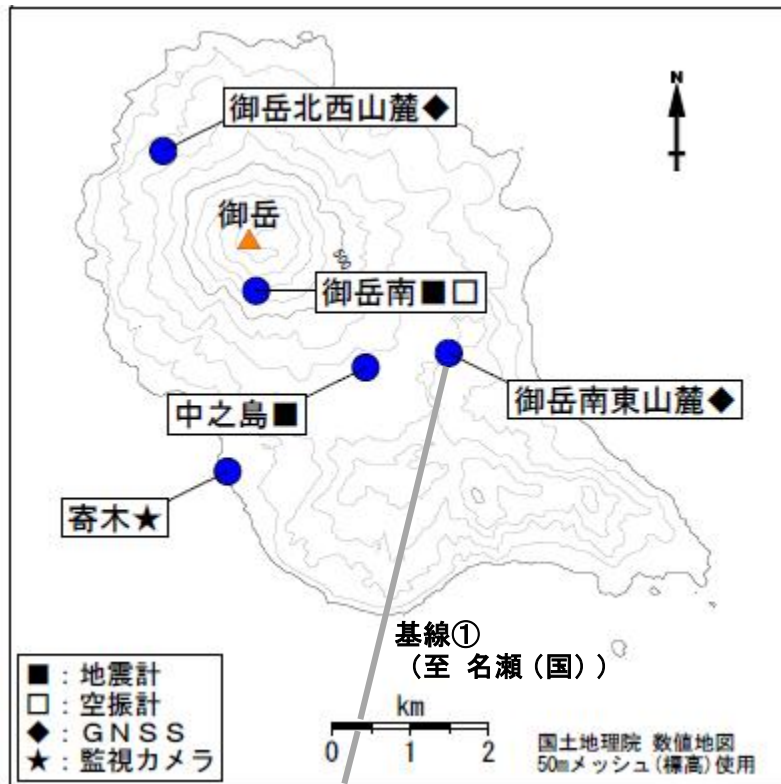 N
御岳北西山麓◆
御岳
500
御岳南■□
御岳南東山麓◆
中之島■
寄木★
基線①
（至 名瀬（国））
■：地震計
□：空振計
◆：ＧＮＳＳ
★：監視カメラ
km
0 1 2
国土地理院 数値地図
50mメッシュ(標高)使用